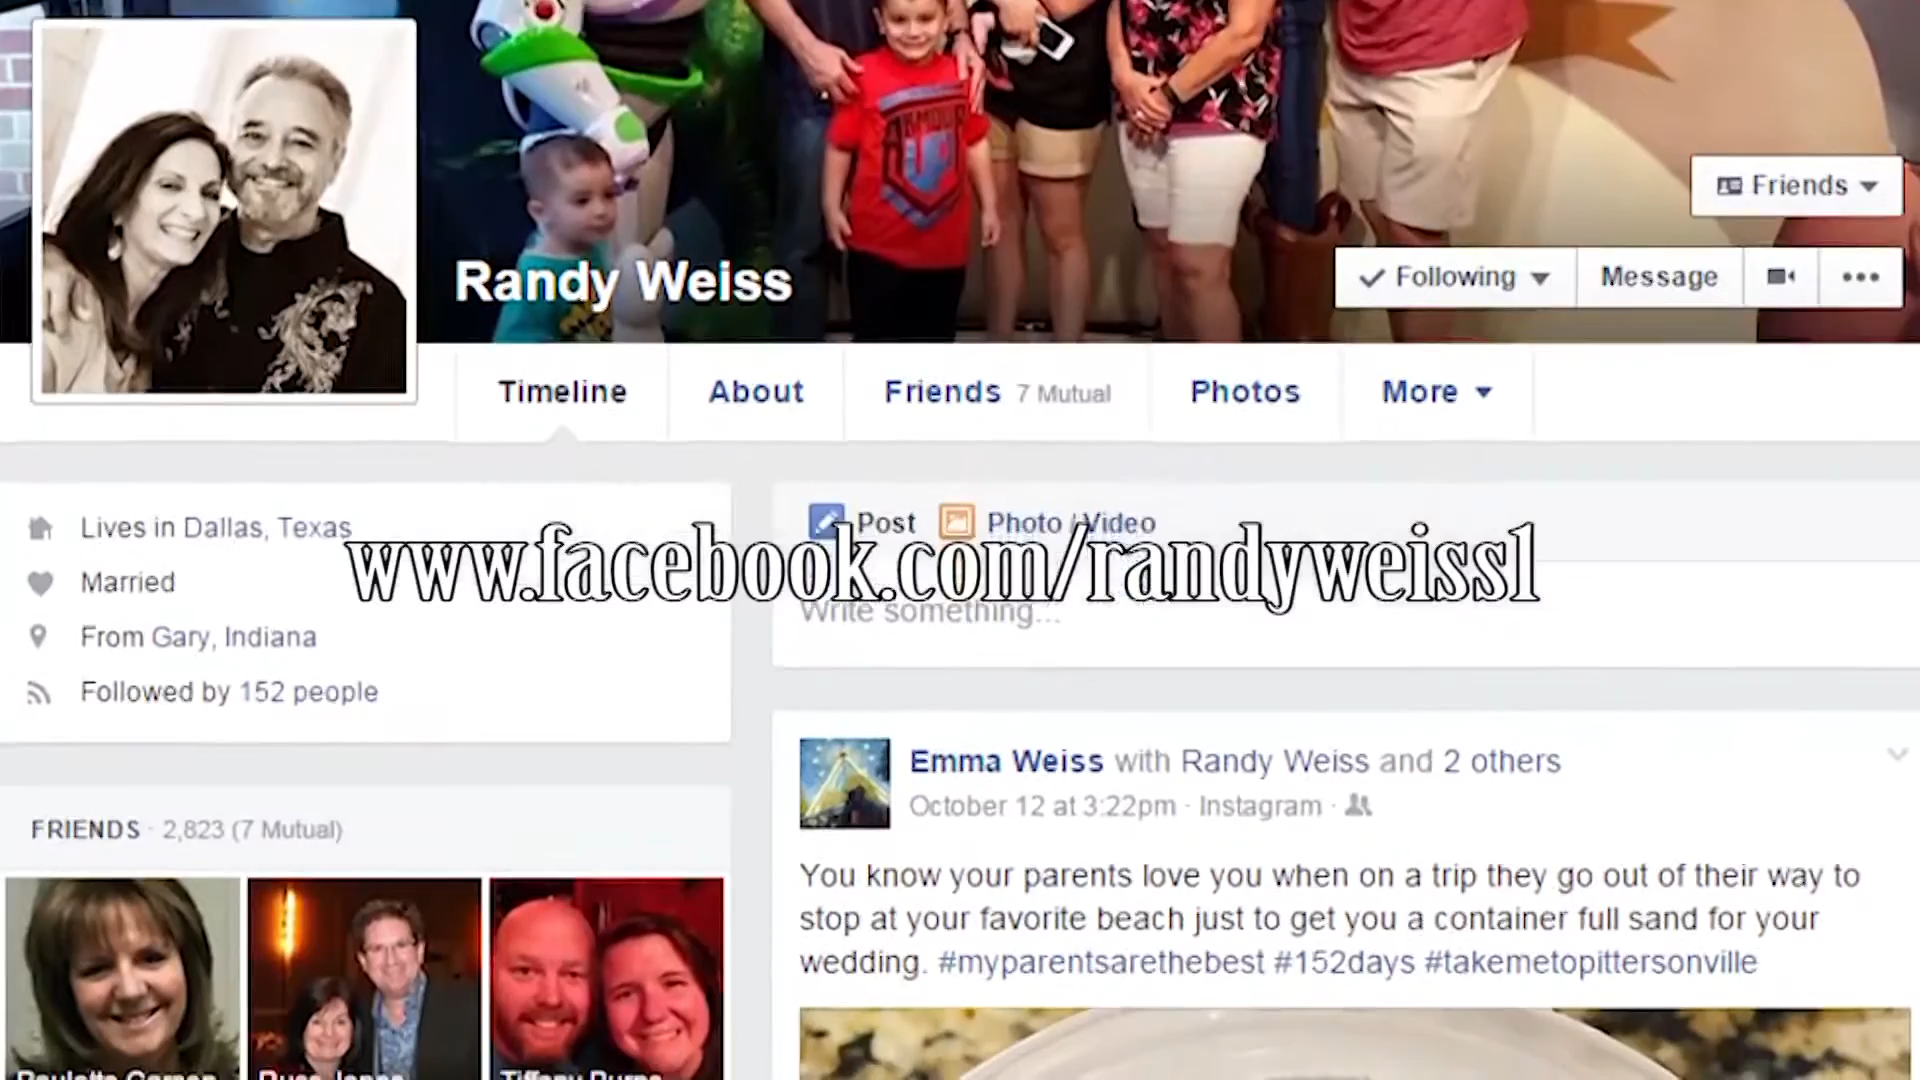 Friends
Randy Weiss
Following
Message
Timeline
About
Friends 7 Mutual
Photos
More
Lives in Dallas, Texas
Married
From Gary, Indiana
Followed by 152 people
Post
Photo / Video
www.facebook.com/randyweiss1
Write something...
FRIENDS · 2,823 (7 Mutual)
Emma Weiss with Randy Weiss and 2 others
October 12 at 3:22pm · Instagram ·
You know your parents love you when on a trip they go out of their way to
stop at your favorite beach just to get you a container full sand for your
wedding. #myparentsarethebest #152days #takemetopittersonville